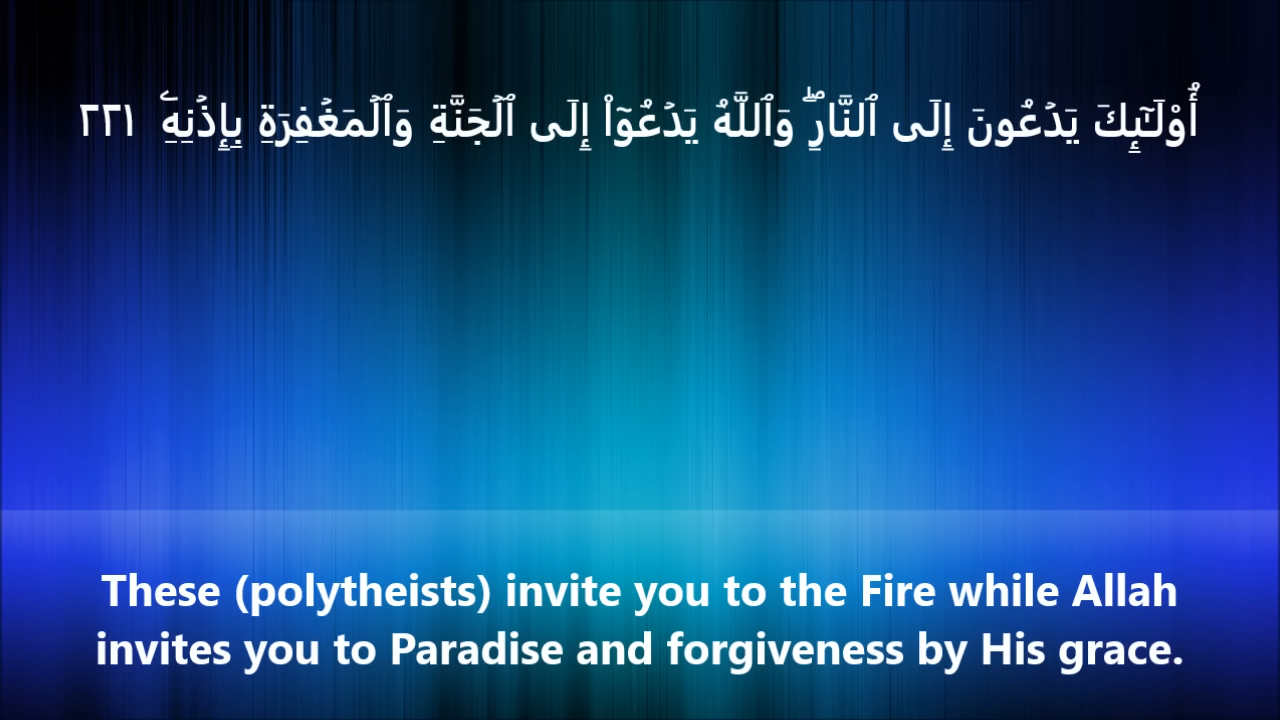 أُوْلَـٰٓئِكَ يَدۡعُونَ إِلَى ٱلنَّارِۖ وَٱللَّهُ يَدۡعُوٓاْ إِلَى ٱلۡجَنَّةِ وَٱلۡمَغۡفِرَةِ بِإِذۡنِهِۦۖ ٢٢١
These (polytheists) invite you to the Fire while Allah
invites you to Paradise and forgiveness by His grace.